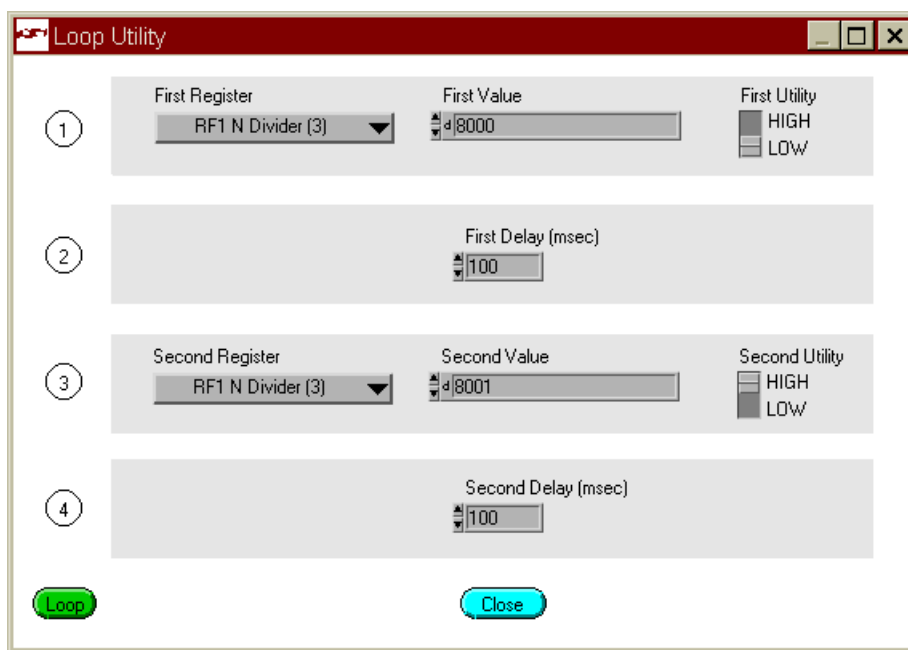 Loop Utility
First Register First Value First Utility
1 RF1 N Divider (3) d 8000 HIGH
LOW
First Delay (msec)
2 100
Second Register Second Value Second Utility
3 RF1 N Divider (3) d 8001 HIGH
LOW
Second Delay (msec)
4 100
Loop Close